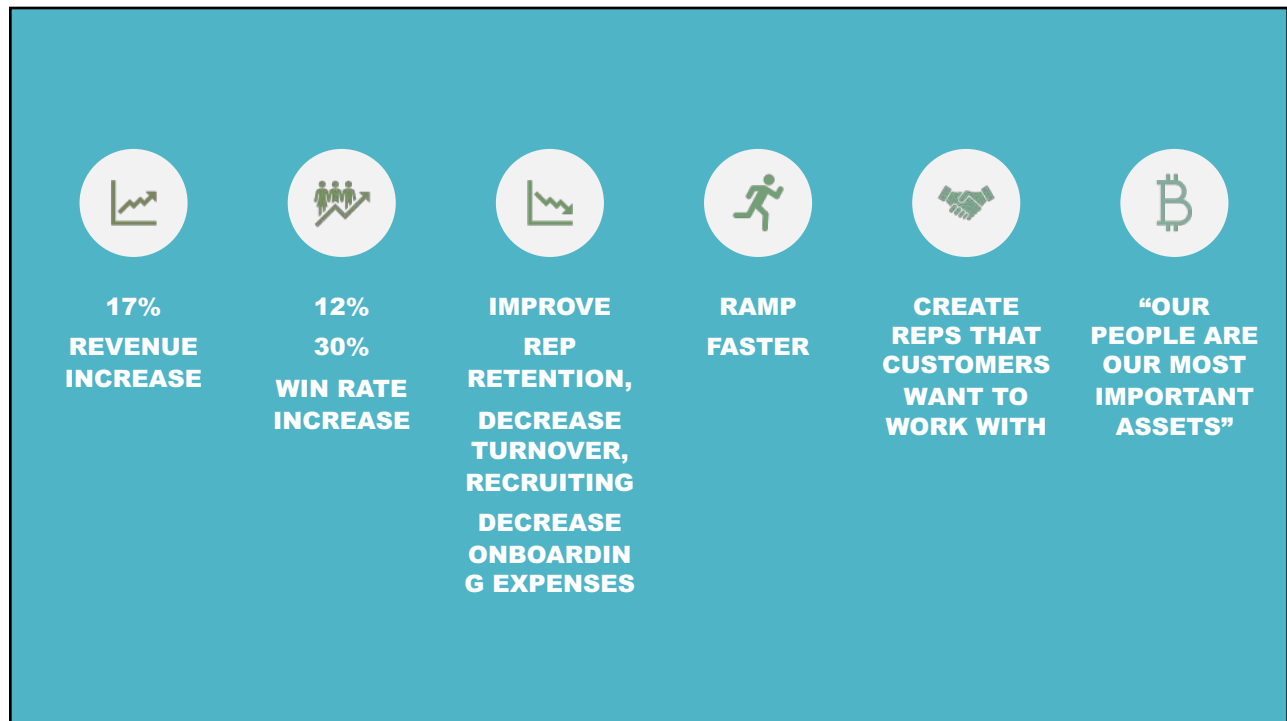 17%
REVENUE
INCREASE
12%
30%
WIN RATE
INCREASE
IMPROVE
REP
RETENTION,
DECREASE
TURNOVER,
RECRUITING
DECREASE
ONBOARDIN
G EXPENSES
RAMP
FASTER
CREATE
REPS THAT
CUSTOMERS
WANT TO
WORK WITH
“OUR
PEOPLE ARE
OUR MOST
IMPORTANT
ASSETS”